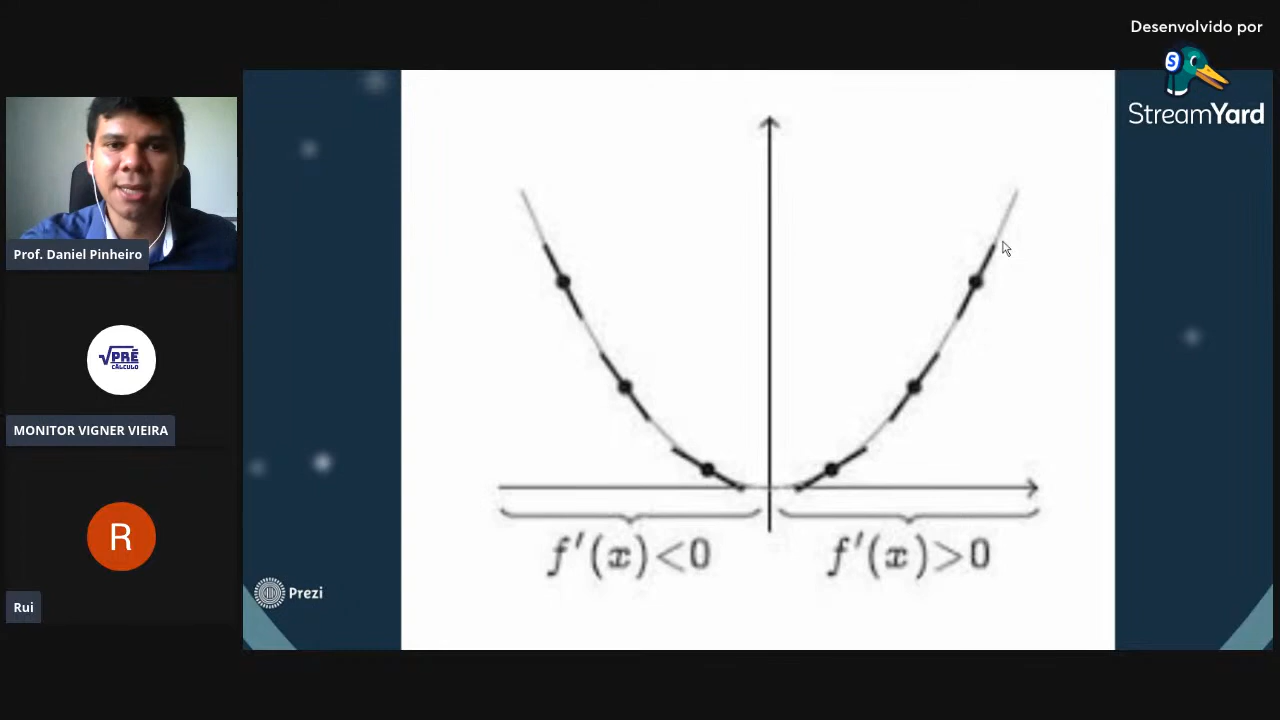 Desenvolvido por
S
StreamYard
Prof. Daniel Pinheiro
√PRÉ
CÁLCULO
MONITOR VIGNER VIEIRA
R
Rui
f'(x)<0
f'(x)>0
Prezi